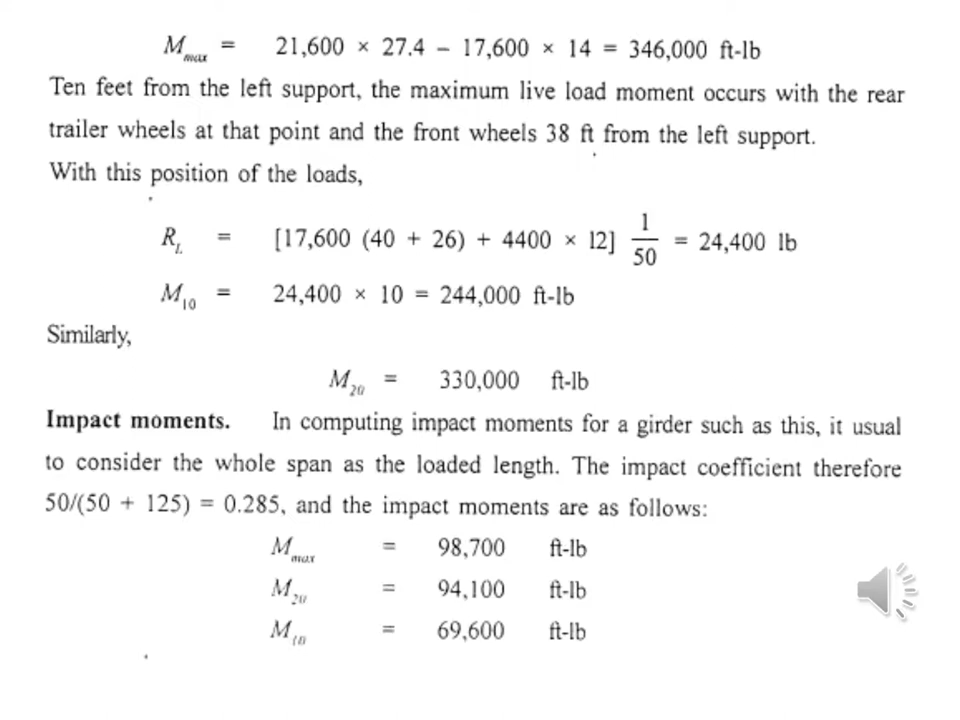 M_max = 21,600 × 27.4 − 17,600 × 14 = 346,000 ft-lb
Ten feet from the left support, the maximum live load moment occurs with the rear
trailer wheels at that point and the front wheels 38 ft from the left support.
With this position of the loads,
R_L = [17,600 (40 + 26) + 4400 × 12] 1/50 = 24,400 lb
M_10 = 24,400 × 10 = 244,000 ft-lb
Similarly,
M_20 = 330,000 ft-lb
Impact moments. In computing impact moments for a girder such as this, it usual
to consider the whole span as the loaded length. The impact coefficient therefore
50/(50 + 125) = 0.285, and the impact moments are as follows:
M_max = 98,700 ft-lb
M_20 = 94,100 ft-lb
M_10 = 69,600 ft-lb